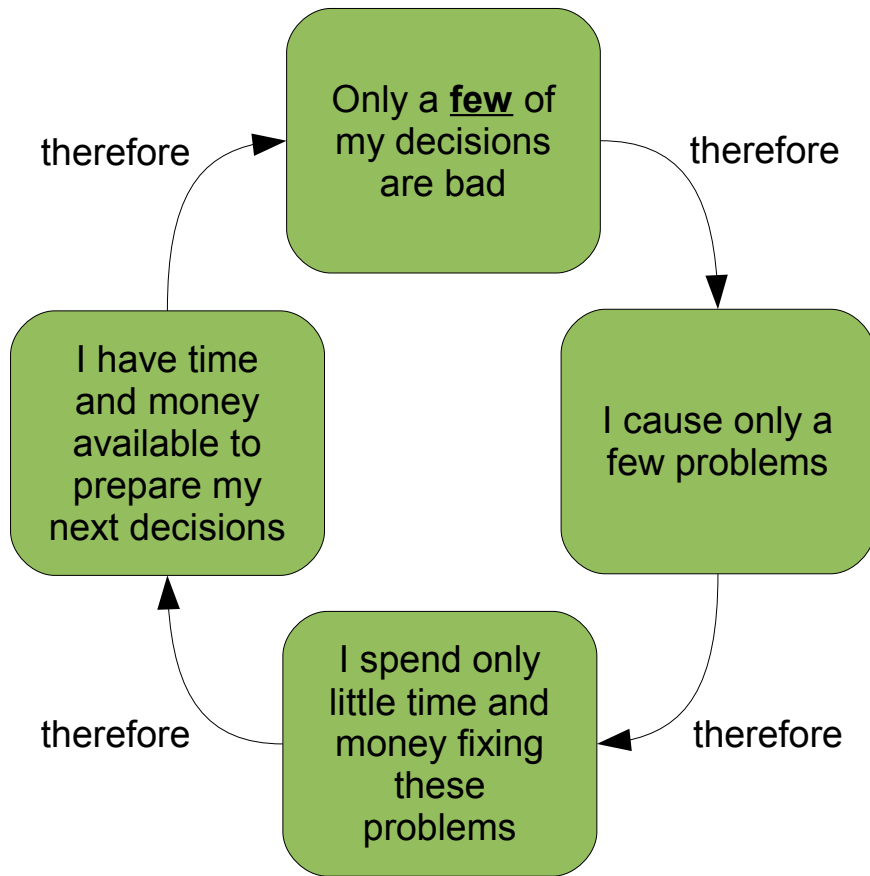 Only a few of
my decisions
are bad
therefore
I cause only a
few problems
therefore
I spend only
little time and
money fixing
these
problems
therefore
I have time
and money
available to
prepare my
next decisions
therefore